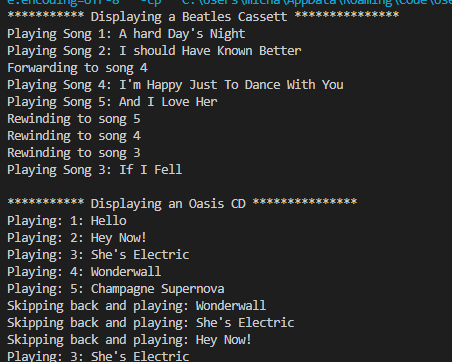 e.encoding=UTF-8" "-cp" "C:\Users\micha\AppData\Roaming\Code\Use
*********** Displaying a Beatles Cassett ***************
Playing Song 1: A hard Day's Night
Playing Song 2: I should Have Known Better
Forwarding to song 4
Playing Song 4: I'm Happy Just To Dance With You
Playing Song 5: And I Love Her
Rewinding to song 5
Rewinding to song 4
Rewinding to song 3
Playing Song 3: If I Fell
*********** Displaying an Oasis CD ***************
Playing: 1: Hello
Playing: 2: Hey Now!
Playing: 3: She's Electric
Playing: 4: Wonderwall
Playing: 5: Champagne Supernova
Skipping back and playing: Wonderwall
Skipping back and playing: She's Electric
Skipping back and playing: Hey Now!
Playing: 3: She's Electric